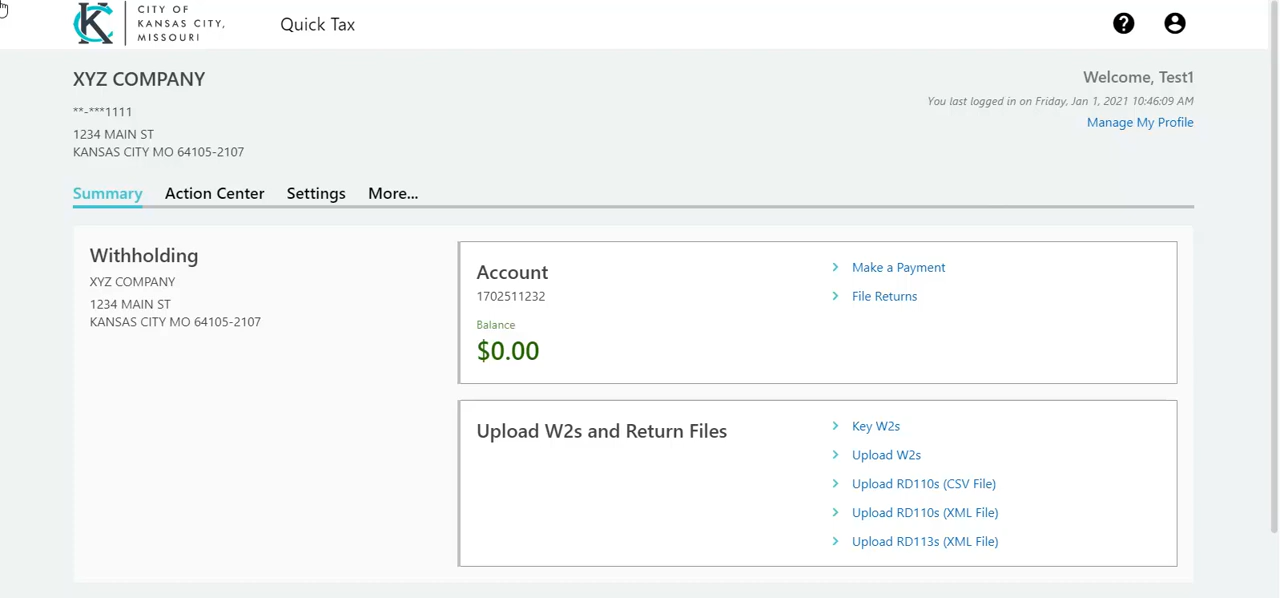 CITY OF
KANSAS CITY,
MISSOURI
Quick Tax
?
XYZ COMPANY
Welcome, Test1
**-***1111
You last logged in on Friday, Jan 1, 2021 10:46:09 AM
Manage My Profile
1234 MAIN ST
KANSAS CITY MO 64105-2107
Summary Action Center Settings More...
Withholding
XYZ COMPANY
1234 MAIN ST
KANSAS CITY MO 64105-2107
Account
1702511232
Balance
$0.00
Make a Payment
File Returns
Upload W2s and Return Files
Key W2s
Upload W2s
Upload RD110s (CSV File)
Upload RD110s (XML File)
Upload RD113s (XML File)